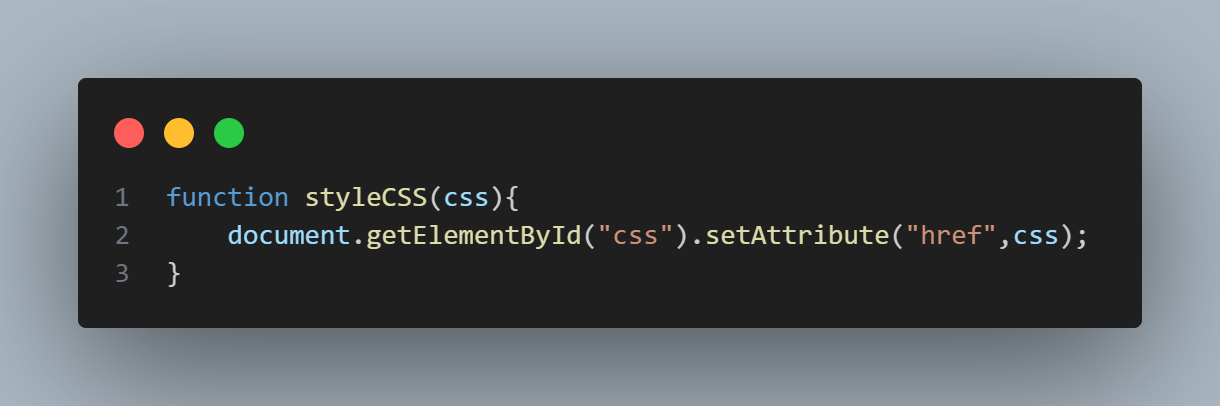 1 function styleCSS(css){
2     document.getElementById("css").setAttribute("href",css);
3 }